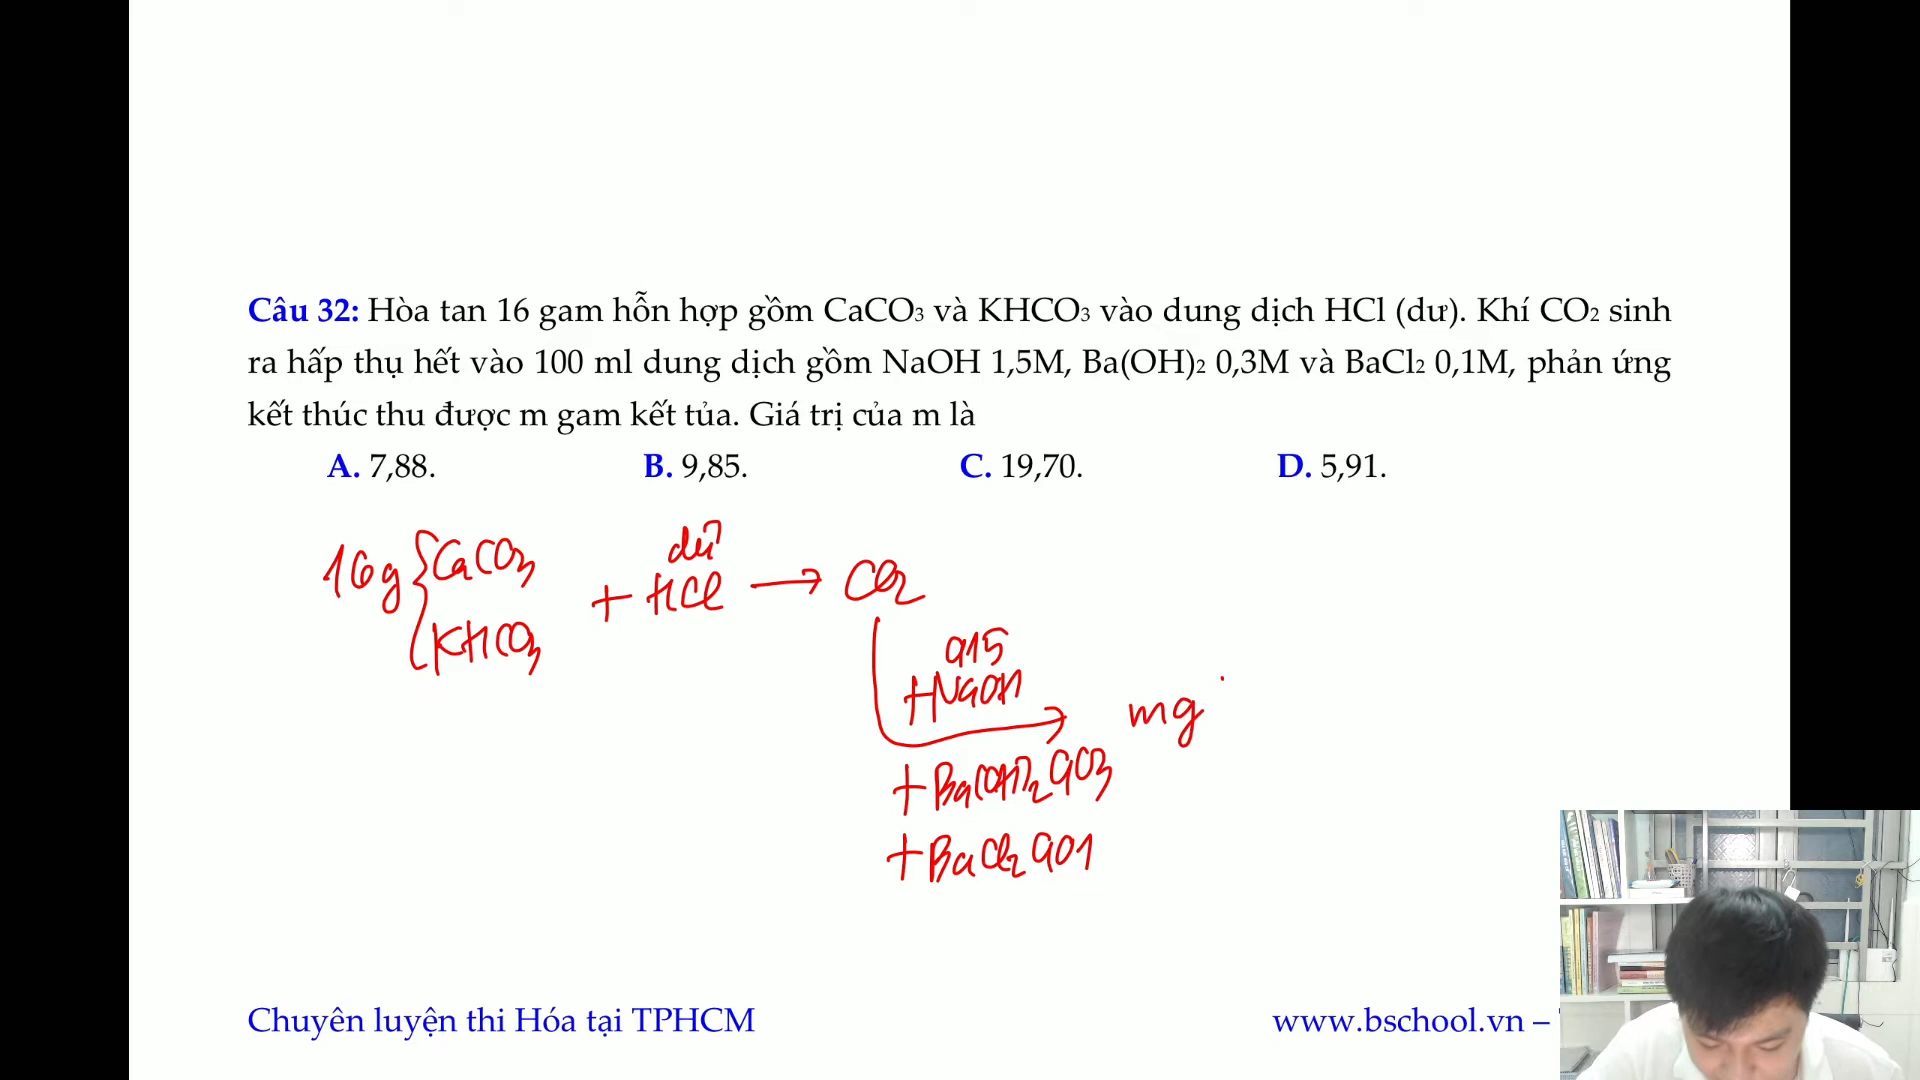 Câu 32: Hòa tan 16 gam hỗn hợp gồm CaCO₃ và KHCO₃ vào dung dịch HCl (dư). Khí CO₂ sinh
ra hấp thụ hết vào 100 ml dung dịch gồm NaOH 1,5M, Ba(OH)₂ 0,3M và BaCl₂ 0,1M, phản ứng
kết thúc thu được m gam kết tủa. Giá trị của m là
A. 7,88. B. 9,85. C. 19,70. D. 5,91.
dư
16g { CaCO₃ + HCl → CO₂
KHCO₃
0,15
+NaOH
mg
+Ba(OH)₂ 0,03
+BaCl₂ 0,01
Chuyên luyện thi Hóa tại TPHCM www.bschool.vn –